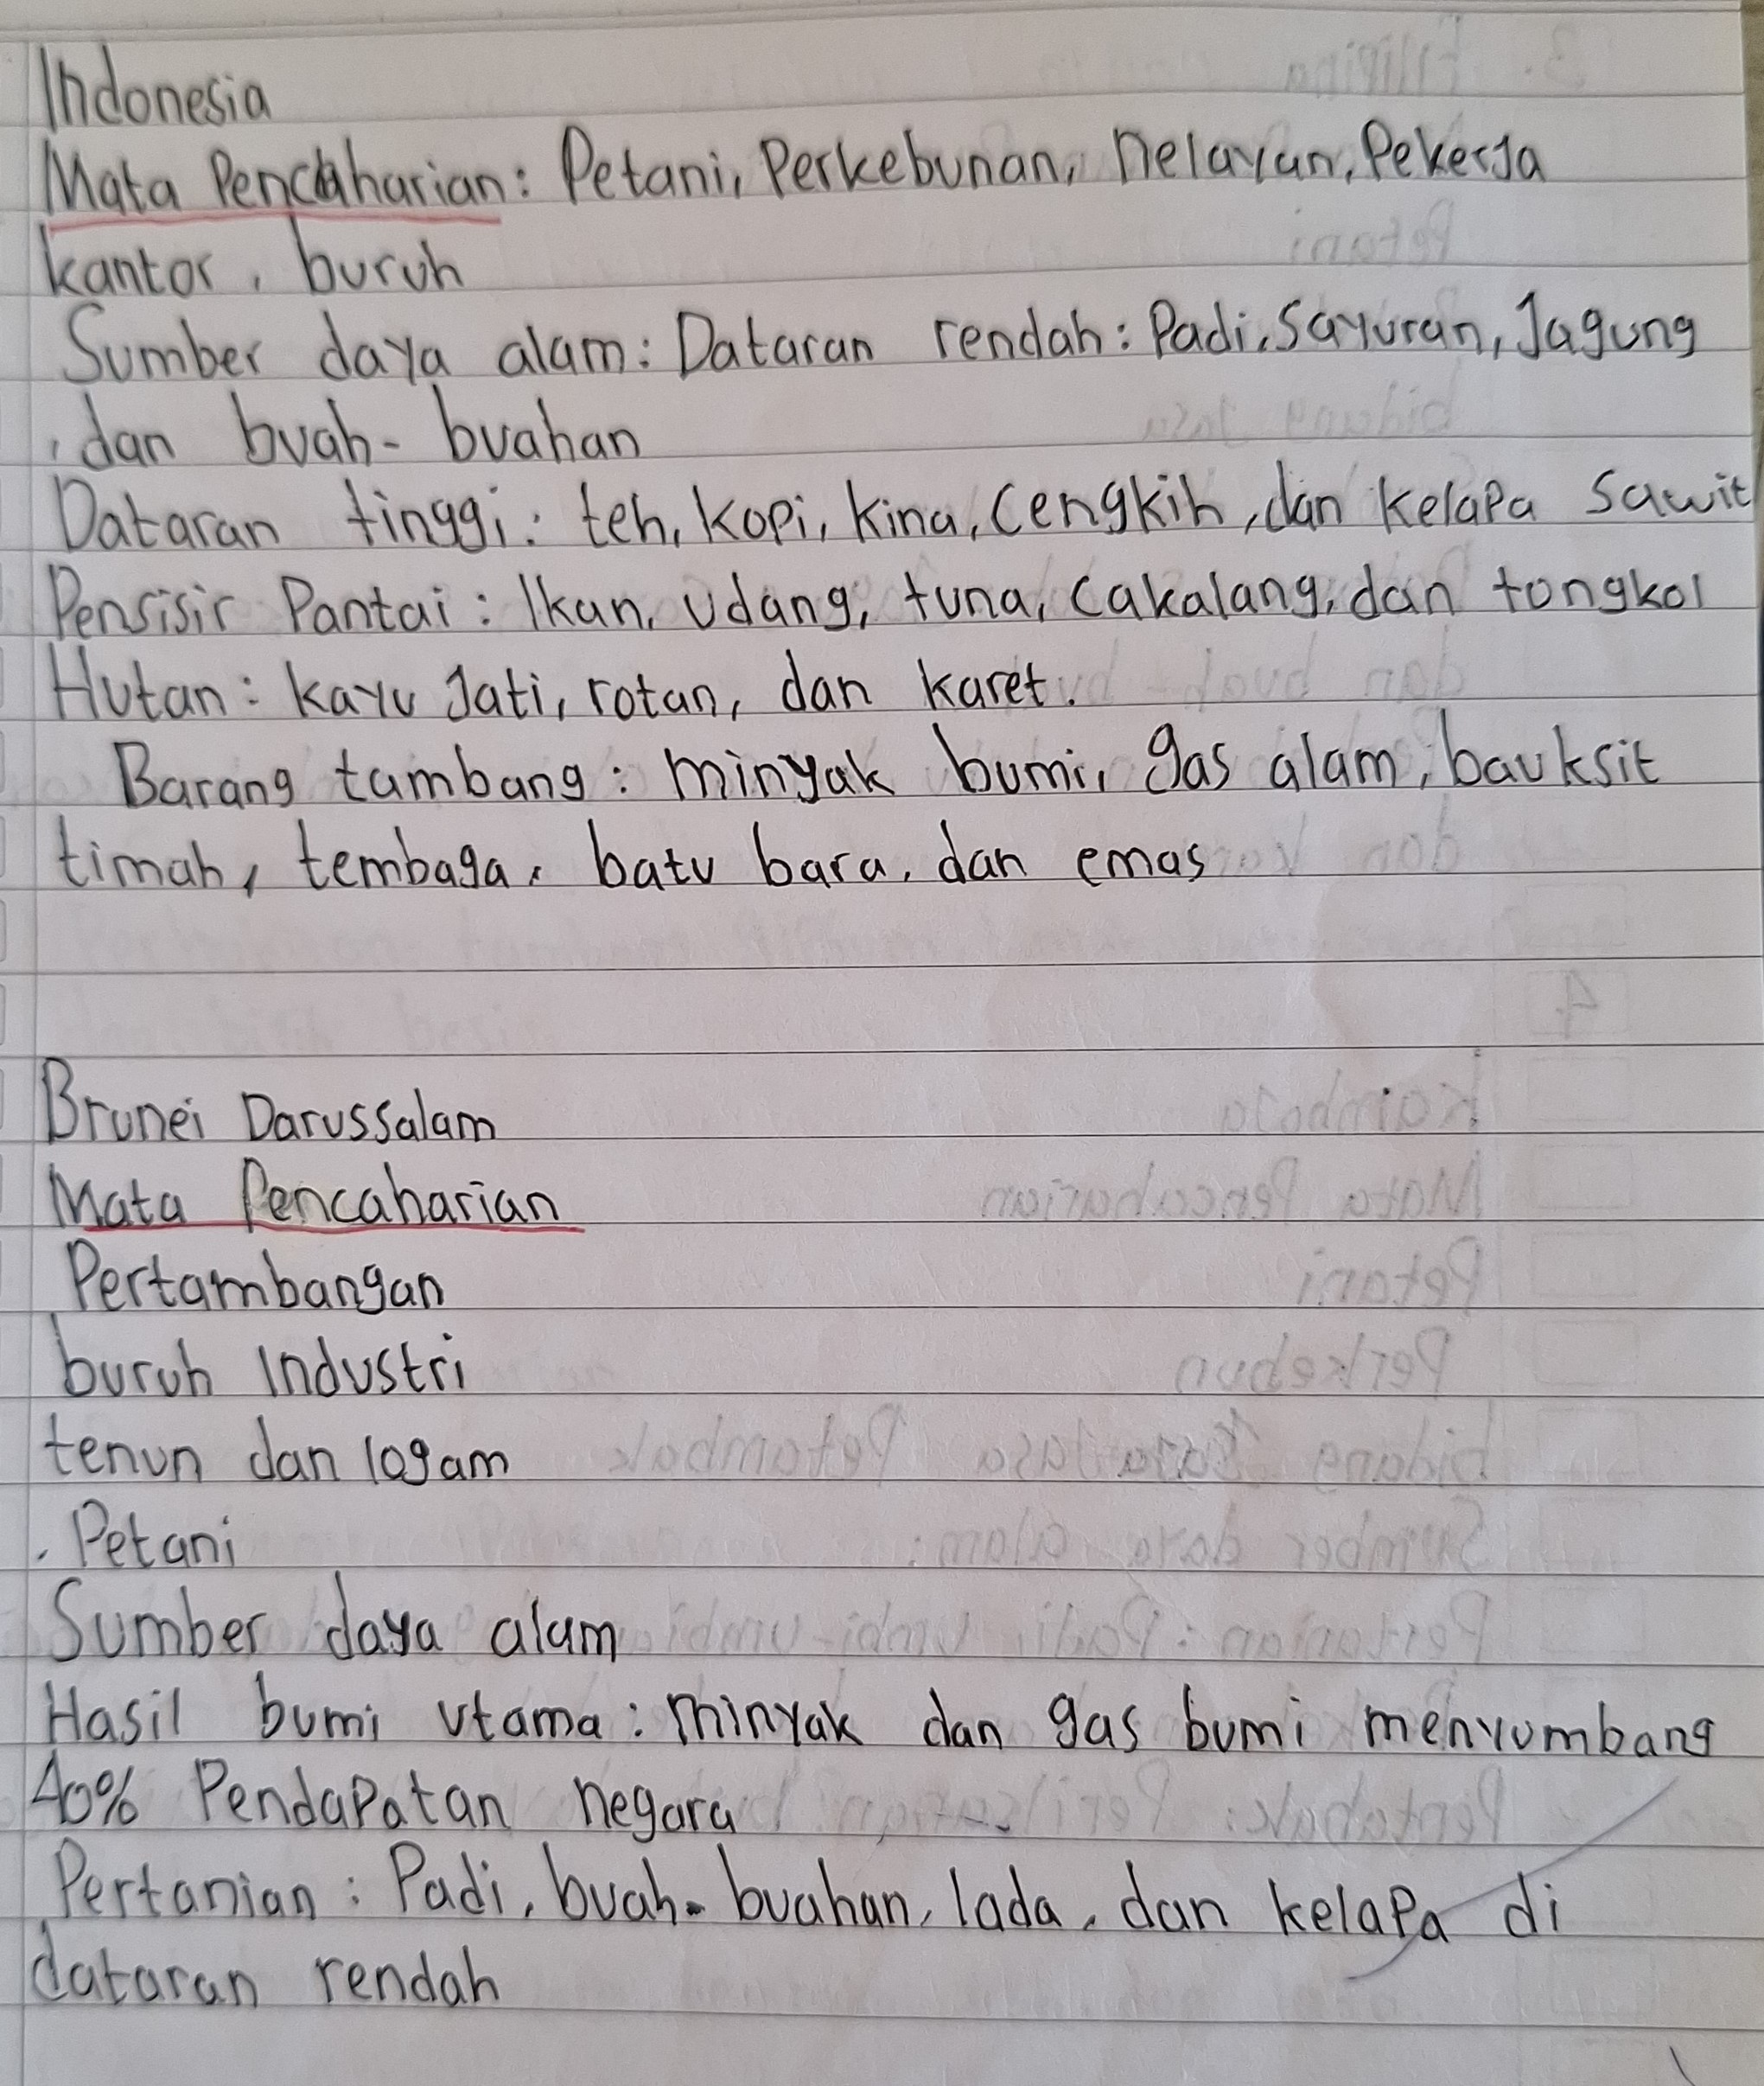 Indonesia
Mata Pencaharian: Petani, Perkebunan, nelayan, Pekerja
kantor, buruh
Sumber daya alam: Dataran rendah: Padi, Sayuran, Jagung
, dan buah-buahan
Dataran tinggi: teh, kopi, kina, cengkih, dan kelapa sawit
Pensisir Pantai: Ikan, udang, tuna, cakalang, dan tongkol
Hutan: kayu Jati, rotan, dan karet.
Barang tambang: minyak bumi, gas alam, bauksit
timah, tembaga, batu bara, dan emas
Brunei Darussalam
Mata Pencaharian
Pertambangan
buruh Industri
tenun dan logam
. Petani
Sumber daya alam
Hasil bumi utama: minyak dan gas bumi menyumbang
40% Pendapatan negara
Pertanian: Padi, buah-buahan, lada, dan kelapa di
dataran rendah